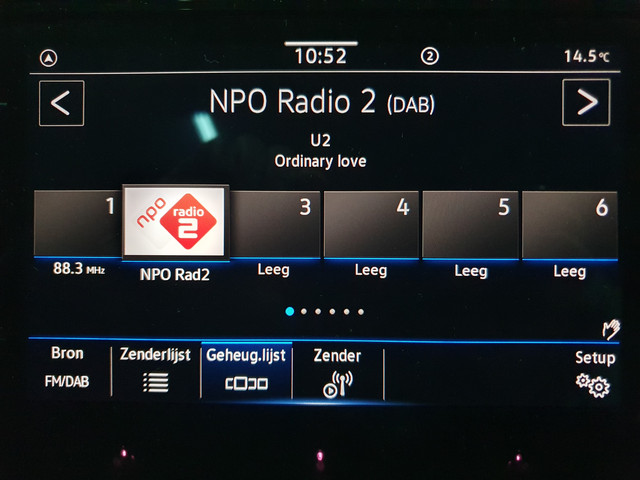 10:52
2
14.5°C
<
NPO Radio 2 (DAB)
>
U2
Ordinary love
1
npo
radio
2
3
4
5
6
88.3 MHz
NPO Rad2
Leeg
Leeg
Leeg
Leeg
Bron
Zenderlijst
Geheug.lijst
Zender
Setup
FM/DAB